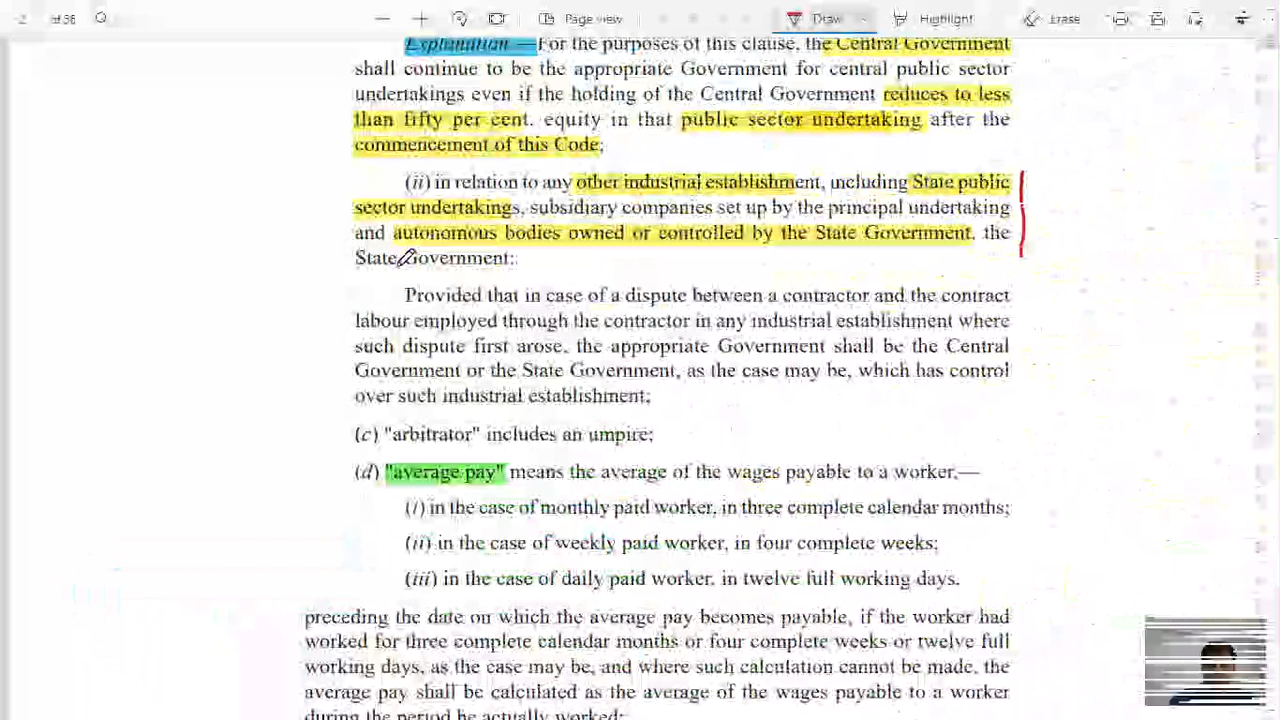 of 38
Page view
Draw
Highlight
Erase
Explanation —For the purposes of this clause, the Central Government
shall continue to be the appropriate Government for central public sector
undertakings even if the holding of the Central Government reduces to less
than fifty per cent. equity in that public sector undertaking after the
commencement of this Code;
(ii) in relation to any other industrial establishment, including State public
sector undertakings, subsidiary companies set up by the principal undertaking
and autonomous bodies owned or controlled by the State Government, the
State Government:
Provided that in case of a dispute between a contractor and the contract
labour employed through the contractor in any industrial establishment where
such dispute first arose, the appropriate Government shall be the Central
Government or the State Government, as the case may be, which has control
over such industrial establishment;
(c) "arbitrator" includes an umpire;
(d) "average pay" means the average of the wages payable to a worker,—
(i) in the case of monthly paid worker, in three complete calendar months;
(ii) in the case of weekly paid worker, in four complete weeks;
(iii) in the case of daily paid worker, in twelve full working days,
preceding the date on which the average pay becomes payable, if the worker had
worked for three complete calendar months or four complete weeks or twelve full
working days, as the case may be, and where such calculation cannot be made, the
average pay shall be calculated as the average of the wages payable to a worker
during the period he actually worked;